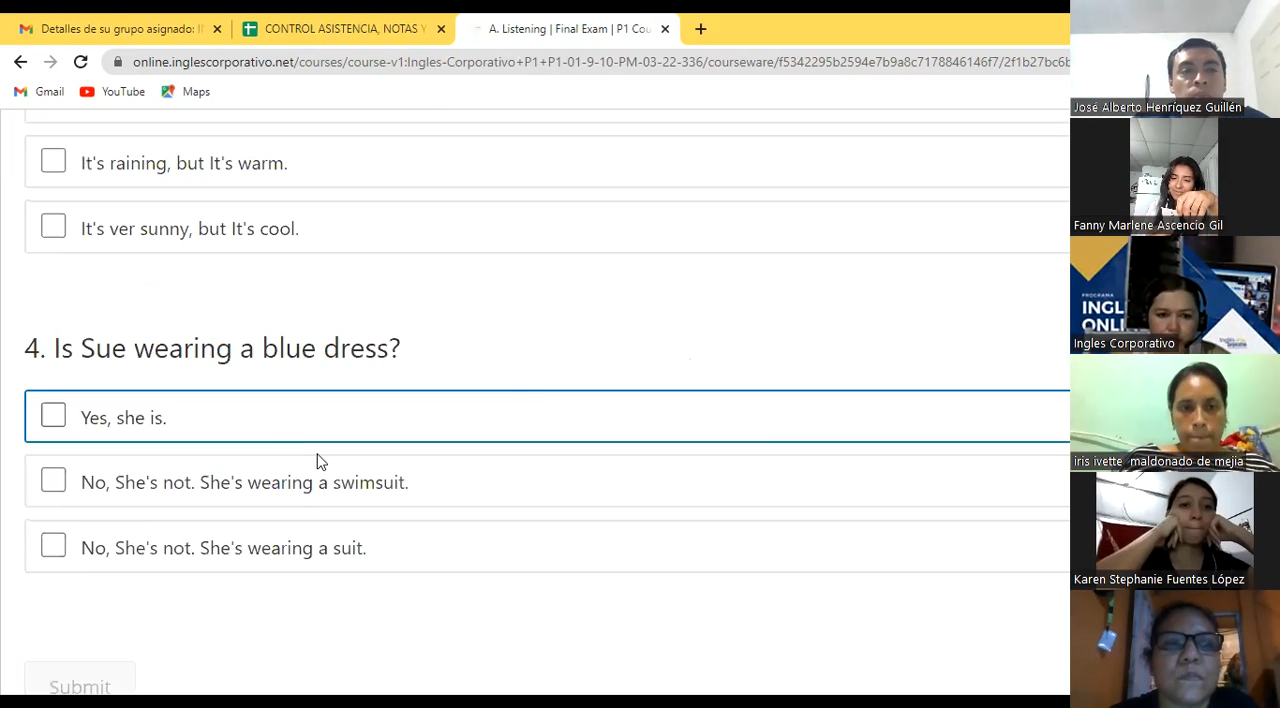 Detalles de su grupo asignado: I
CONTROL ASISTENCIA, NOTAS Y
A. Listening | Final Exam | P1 Cou
online.inglescorporativo.net/courses/course-v1:Ingles-Corporativo+P1+P1-01-9-10-PM-03-22-336/courseware/f5342295b2594e7b9a8c7178846146f7/2f1b27bc6b
Gmail YouTube Maps
It's raining, but It's warm.
It's ver sunny, but It's cool.
4. Is Sue wearing a blue dress?
Yes, she is.
No, She's not. She's wearing a swimsuit.
No, She's not. She's wearing a suit.
Submit
José Alberto Henríquez Guillén
Fanny Marlene Ascencio Gil
PROGRAMA
INGL
ONLI
Ingles Corporativo
iris ivette maldonado de mejia
Karen Stephanie Fuentes López